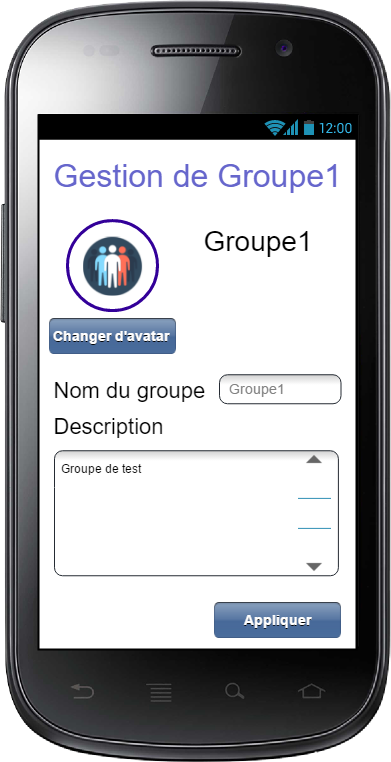 12:00
Gestion de Groupe1
Groupe1
Changer d'avatar
Nom du groupe Groupe1
Description
Groupe de test
Appliquer